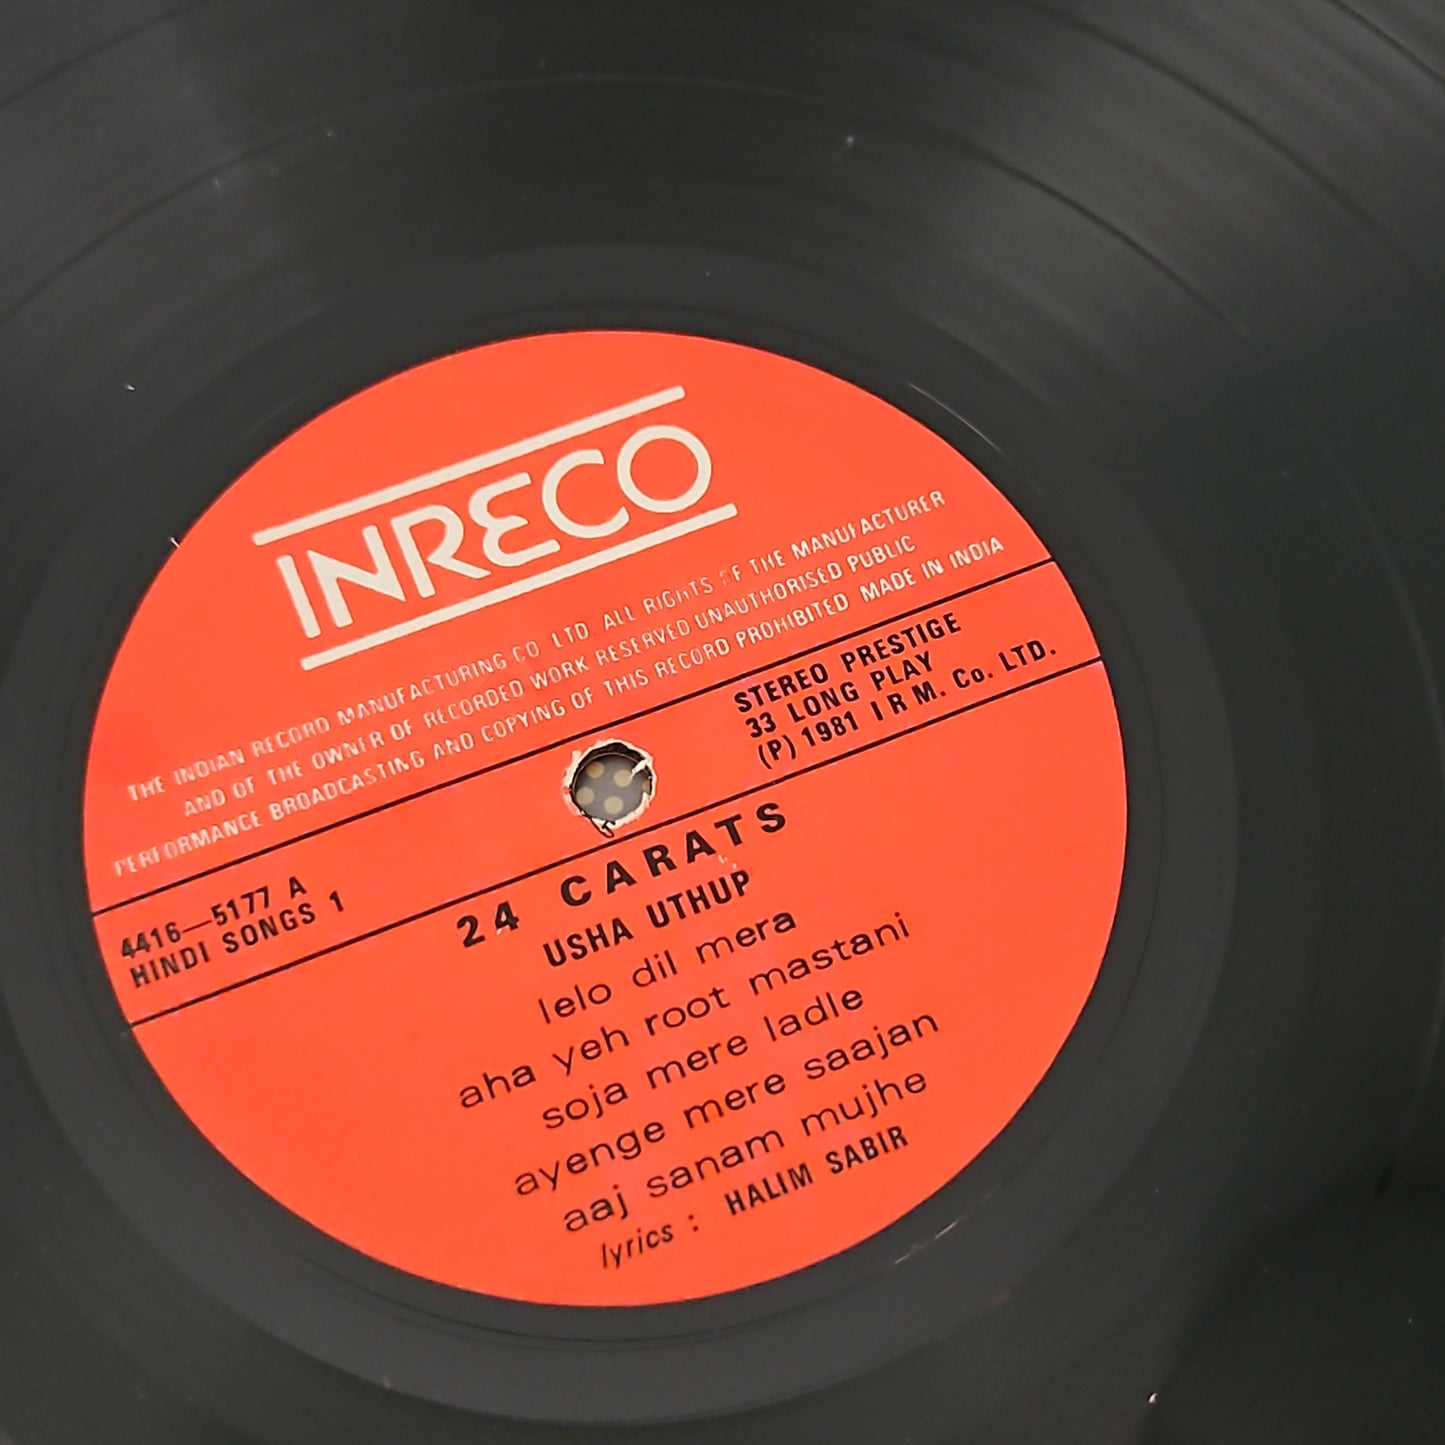 INRECO
THE INDIAN RECORD MANUFACTURING CO. LTD. ALL RIGHTS OF THE MANUFACTURER
AND OF THE OWNER OF RECORDED WORK RESERVED UNAUTHORISED PUBLIC
PERFORMANCE BROADCASTING AND COPYING OF THIS RECORD PROHIBITED MADE IN INDIA
STEREO PRESTIGE
33 LONG PLAY
(P) 1981 I R M. Co. LTD.
4416—5177 A
HINDI SONGS 1
24 CARATS
USHA UTHUP
lelo dil mera
aha yeh root mastani
soja mere ladle
ayenge mere saajan
aaj sanam mujhe
lyrics : HALIM SABIR